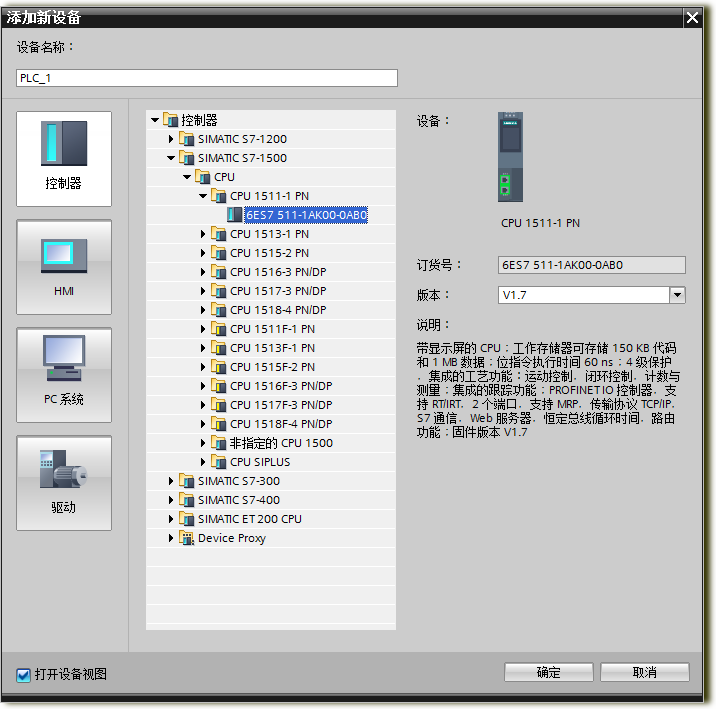 添加新设备
设备名称：
PLC_1
控制器
HMI
PC 系统
驱动
控制器
SIMATIC S7-1200
SIMATIC S7-1500
CPU
CPU 1511-1 PN
6ES7 511-1AK00-0AB0
CPU 1513-1 PN
CPU 1515-2 PN
CPU 1516-3 PN/DP
CPU 1517-3 PN/DP
CPU 1518-4 PN/DP
CPU 1511F-1 PN
CPU 1513F-1 PN
CPU 1515F-2 PN
CPU 1516F-3 PN/DP
CPU 1517F-3 PN/DP
CPU 1518F-4 PN/DP
非指定的 CPU 1500
CPU SIPLUS
SIMATIC S7-300
SIMATIC S7-400
SIMATIC ET 200 CPU
Device Proxy
设备：
CPU 1511-1 PN
订货号：
6ES7 511-1AK00-0AB0
版本：
V1.7
说明：
带显示屏的 CPU；工作存储器可存储 150 KB 代码
和 1 MB 数据；位指令执行时间 60 ns；4 级保护
，集成的工艺功能：运动控制，闭环控制，计数与
测量；集成的跟踪功能；PROFINET IO 控制器，支
持 RT/IRT，2 个端口，支持 MRP，传输协议 TCP/IP，
S7 通信，Web 服务器，恒定总线循环时间，路由
功能；固件版本 V1.7
打开设备视图
确定
取消